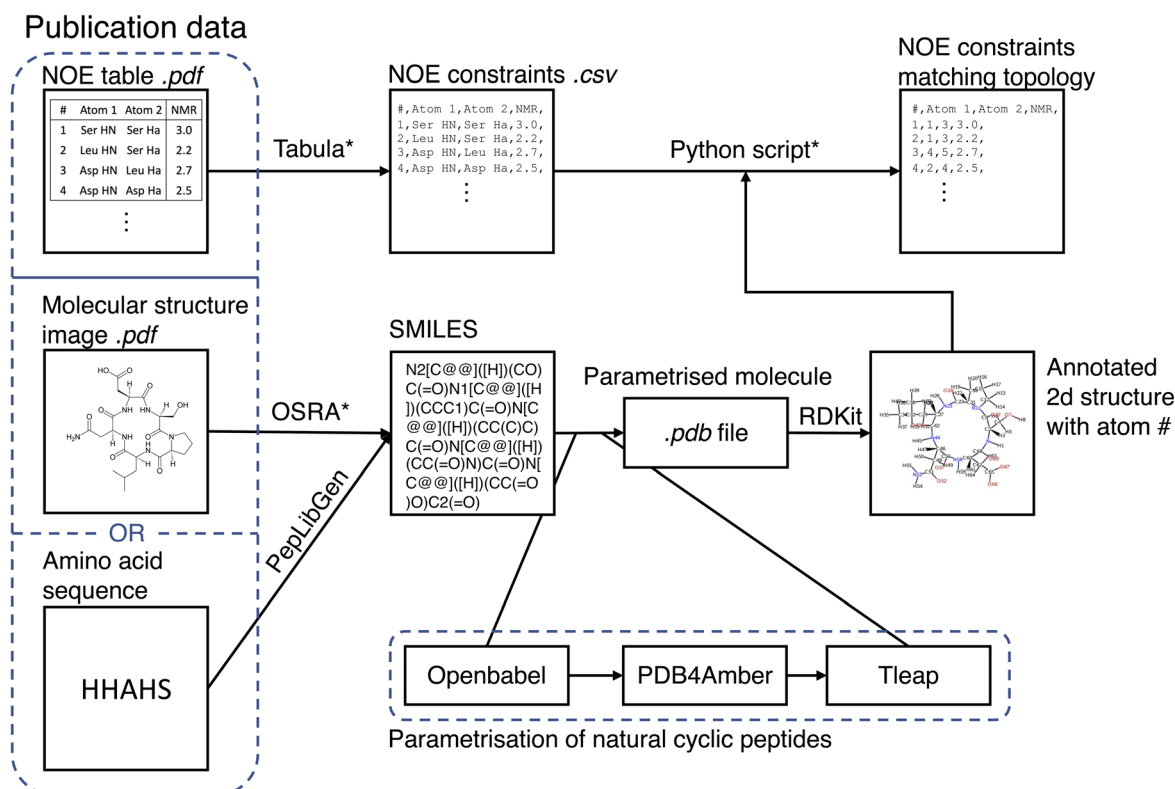 Publication data
NOE table .pdf
# Atom 1 Atom 2 NMR
1 Ser HN Ser Ha 3.0
2 Leu HN Ser Ha 2.2
3 Asp HN Leu Ha 2.7
4 Asp HN Asp Ha 2.5
Tabula*
NOE constraints .csv
#,Atom 1,Atom 2,NMR,
1,Ser HN,Ser Ha,3.0,
2,Leu HN,Ser Ha,2.2,
3,Asp HN,Leu Ha,2.7,
4,Asp HN,Asp Ha,2.5,
Python script*
NOE constraints
matching topology
#,Atom 1,Atom 2,NMR,
1,1,3,3.0,
2,1,3,2.2,
3,4,5,2.7,
4,2,4,2.5,
Molecular structure
image .pdf
OSRA*
SMILES
N2[C@@]([H])(CO)
C(=O)N1[C@@]([H
])(CCC1)C(=O)N[C
@@]([H])(CC(C)C)
C(=O)N[C@@]([H])
(CC(=O)N)C(=O)N[
C@@]([H])(CC(=O
)O)C2(=O)
Parametrised molecule
.pdb file
RDKit
Annotated
2d structure
with atom #
OR
Amino acid
sequence
HHAHS
PepLibGen
Openbabel
PDB4Amber
Tleap
Parametrisation of natural cyclic peptides